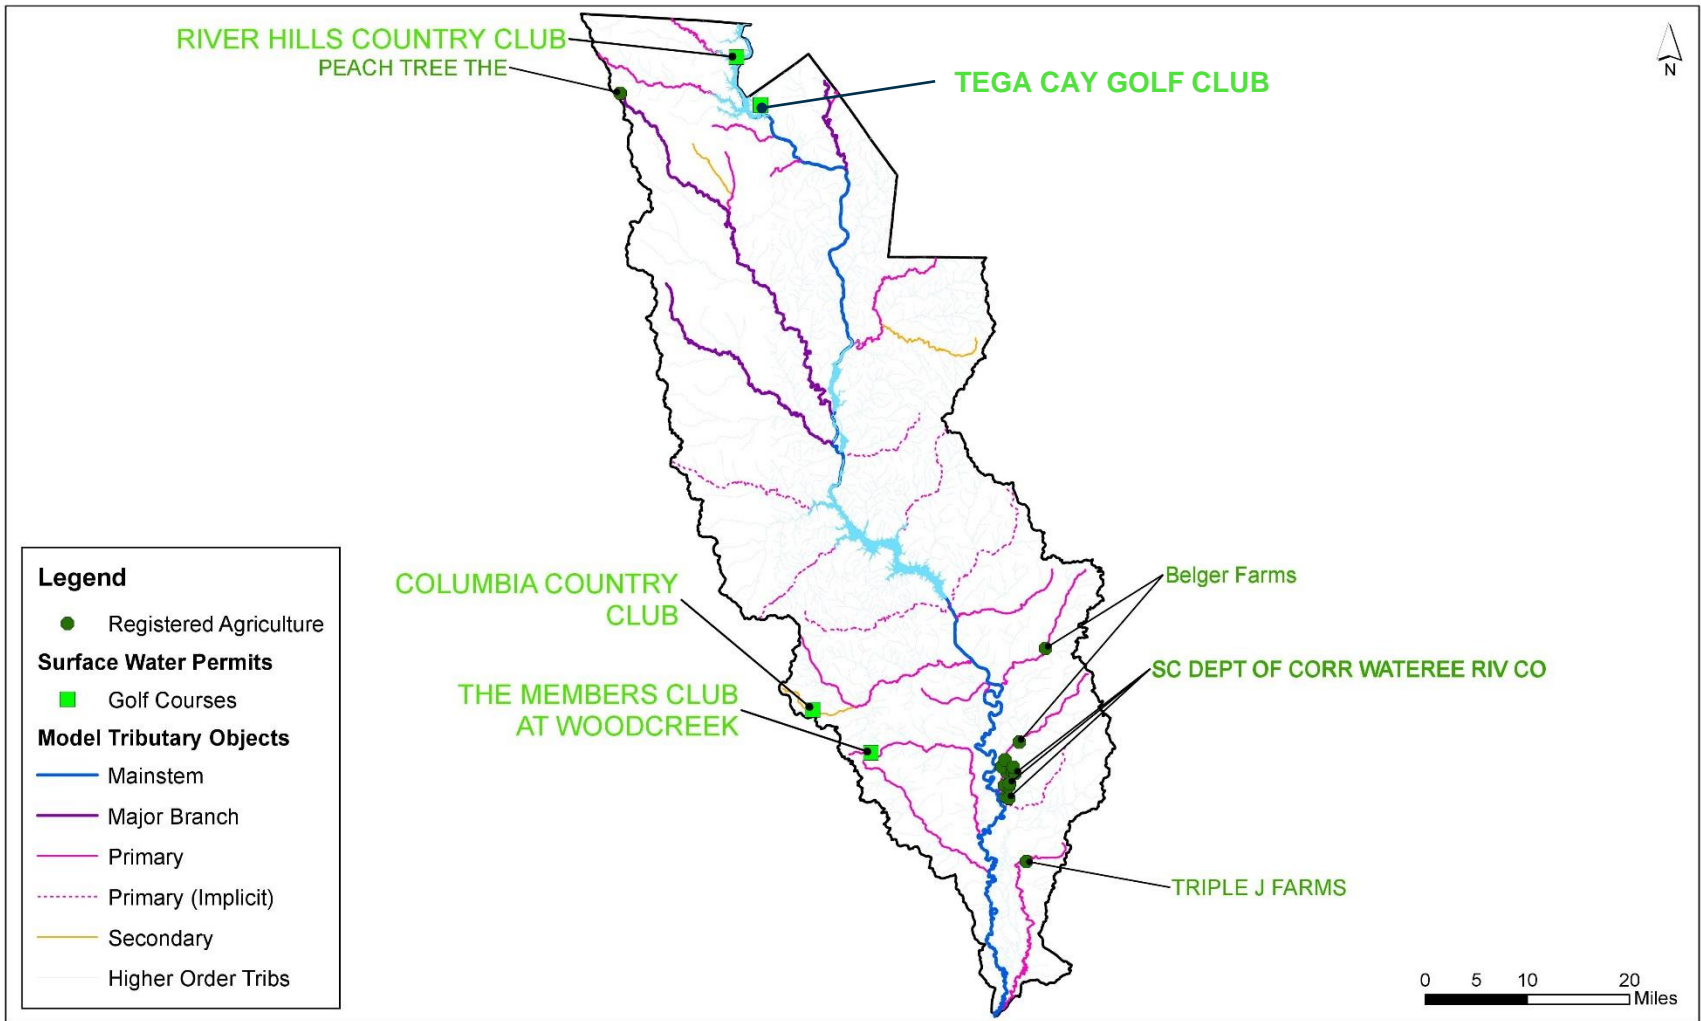 RIVER HILLS COUNTRY CLUB
PEACH TREE THE
TEGA CAY GOLF CLUB
N
COLUMBIA COUNTRY
CLUB
THE MEMBERS CLUB
AT WOODCREEK
Belger Farms
SC DEPT OF CORR WATEREE RIV CO
TRIPLE J FARMS
Legend
Registered Agriculture
Surface Water Permits
Golf Courses
Model Tributary Objects
Mainstem
Major Branch
Primary
Primary (Implicit)
Secondary
Higher Order Tribs
0 5 10 20
Miles